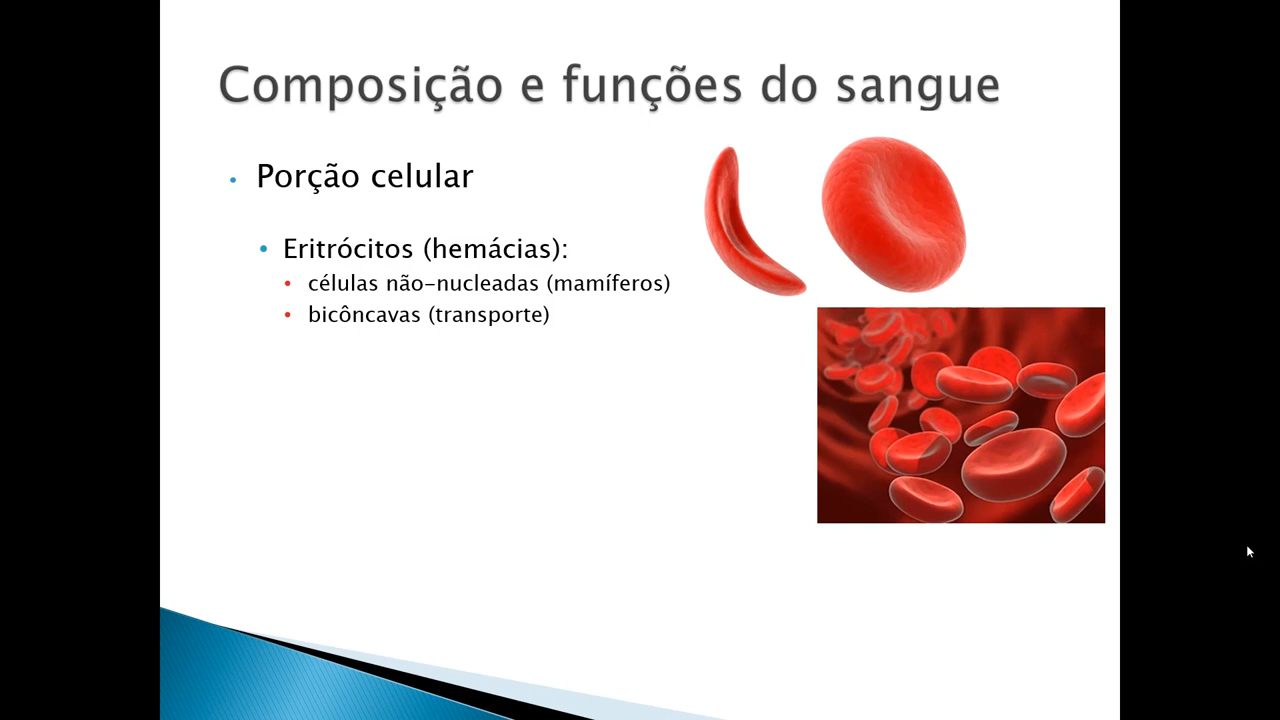 Composição e funções do sangue
• Porção celular
• Eritrócitos (hemácias):
• células não-nucleadas (mamíferos)
• bicôncavas (transporte)